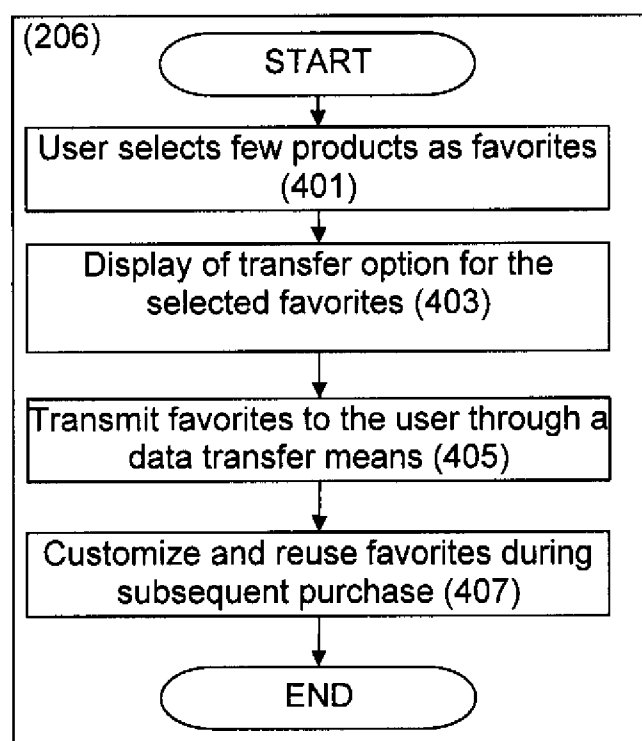 (206)
START
User selects few products as favorites
(401)
Display of transfer option for the
selected favorites (403)
Transmit favorites to the user through a
data transfer means (405)
Customize and reuse favorites during
subsequent purchase (407)
END